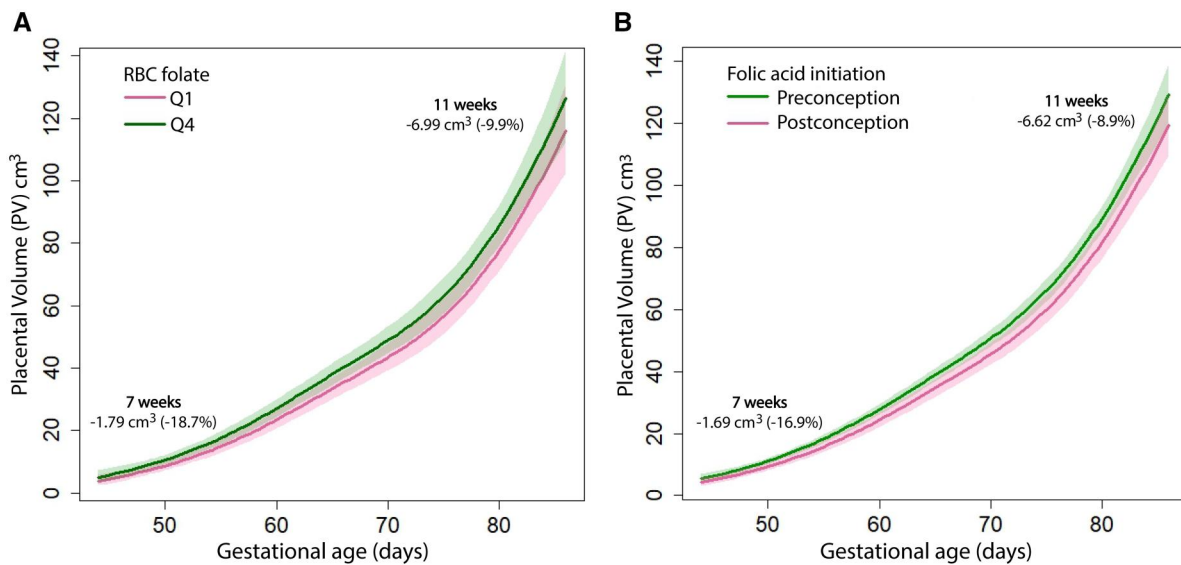 A
RBC folate
Q1
Q4
11 weeks
-6.99 cm³ (-9.9%)
7 weeks
-1.79 cm³ (-18.7%)
Placental Volume (PV) cm³
0
20
40
60
80
100
120
140
50
60
70
80
Gestational age (days)
B
Folic acid initiation
Preconception
Postconception
11 weeks
-6.62 cm³ (-8.9%)
7 weeks
-1.69 cm³ (-16.9%)
Placental Volume (PV) cm³
0
20
40
60
80
100
120
140
50
60
70
80
Gestational age (days)